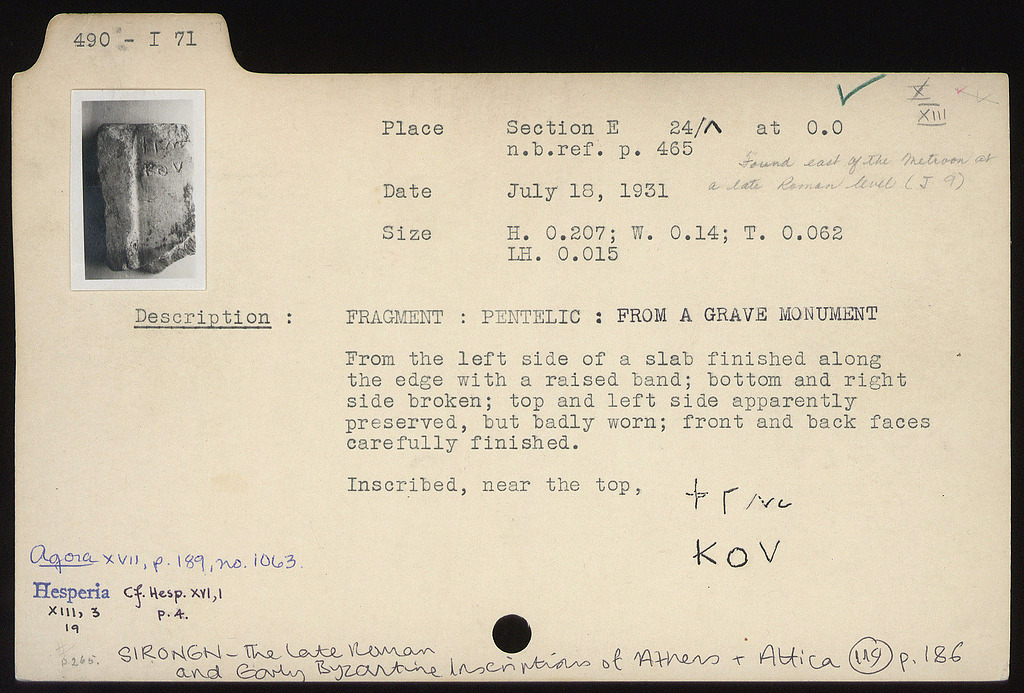 490 - I 71
X
XIII
Place Section E 24/Λ at 0.0
n.b.ref. p. 465
Found east of the Metroon at
a late Roman level (J 9)
Date July 18, 1931
Size H. 0.207; W. 0.14; T. 0.062
LH. 0.015
Description : FRAGMENT : PENTELIC : FROM A GRAVE MONUMENT
From the left side of a slab finished along
the edge with a raised band; bottom and right
side broken; top and left side apparently
preserved, but badly worn; front and back faces
carefully finished.
Inscribed, near the top,
KOV
Agora XVII, p. 189, no. 1063.
Hesperia Cf. Hesp. XVI, 1
XIII, 3 p. 4.
19
p. 265.
SIRONGN - The Late Roman
and Early Byzantine Inscriptions of Athens + Attica 119 p. 186